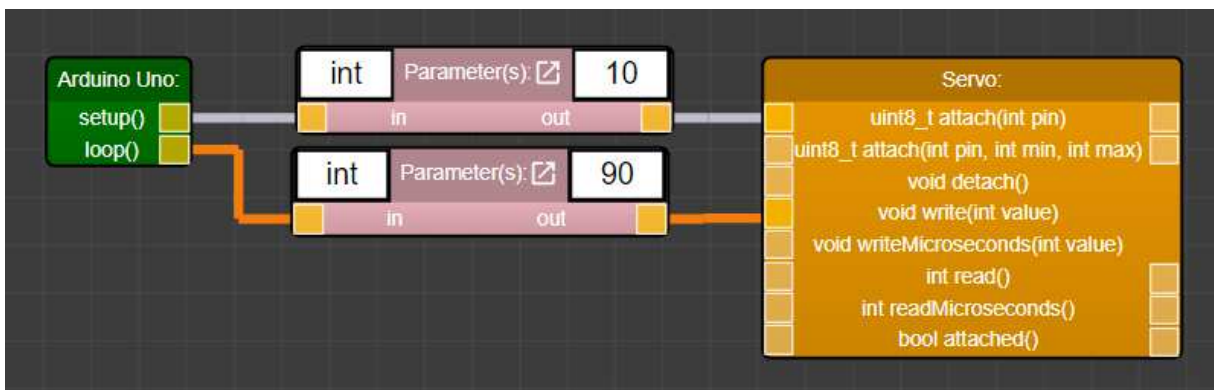 Arduino Uno:
setup()
loop()
int Parameter(s): 10
in out
int Parameter(s): 90
in out
Servo:
uint8_t attach(int pin)
uint8_t attach(int pin, int min, int max)
void detach()
void write(int value)
void writeMicroseconds(int value)
int read()
int readMicroseconds()
bool attached()